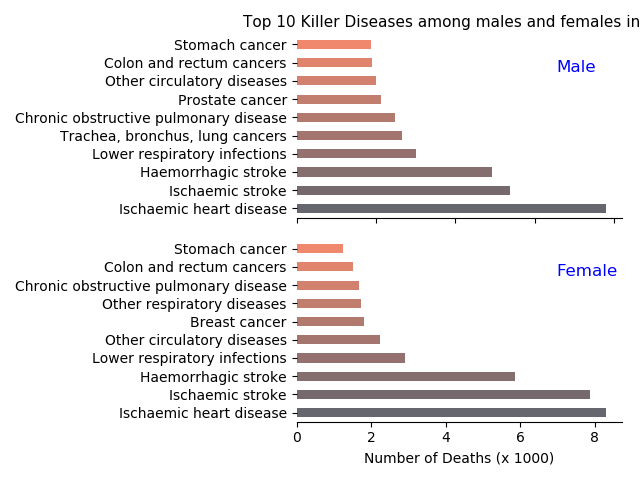 Top 10 Killer Diseases among males and females in
Stomach cancer
Colon and rectum cancers
Other circulatory diseases
Prostate cancer
Chronic obstructive pulmonary disease
Trachea, bronchus, lung cancers
Lower respiratory infections
Haemorrhagic stroke
Ischaemic stroke
Ischaemic heart disease
Male
Stomach cancer
Colon and rectum cancers
Chronic obstructive pulmonary disease
Other respiratory diseases
Breast cancer
Other circulatory diseases
Lower respiratory infections
Haemorrhagic stroke
Ischaemic stroke
Ischaemic heart disease
Female
0 2 4 6 8
Number of Deaths (x 1000)